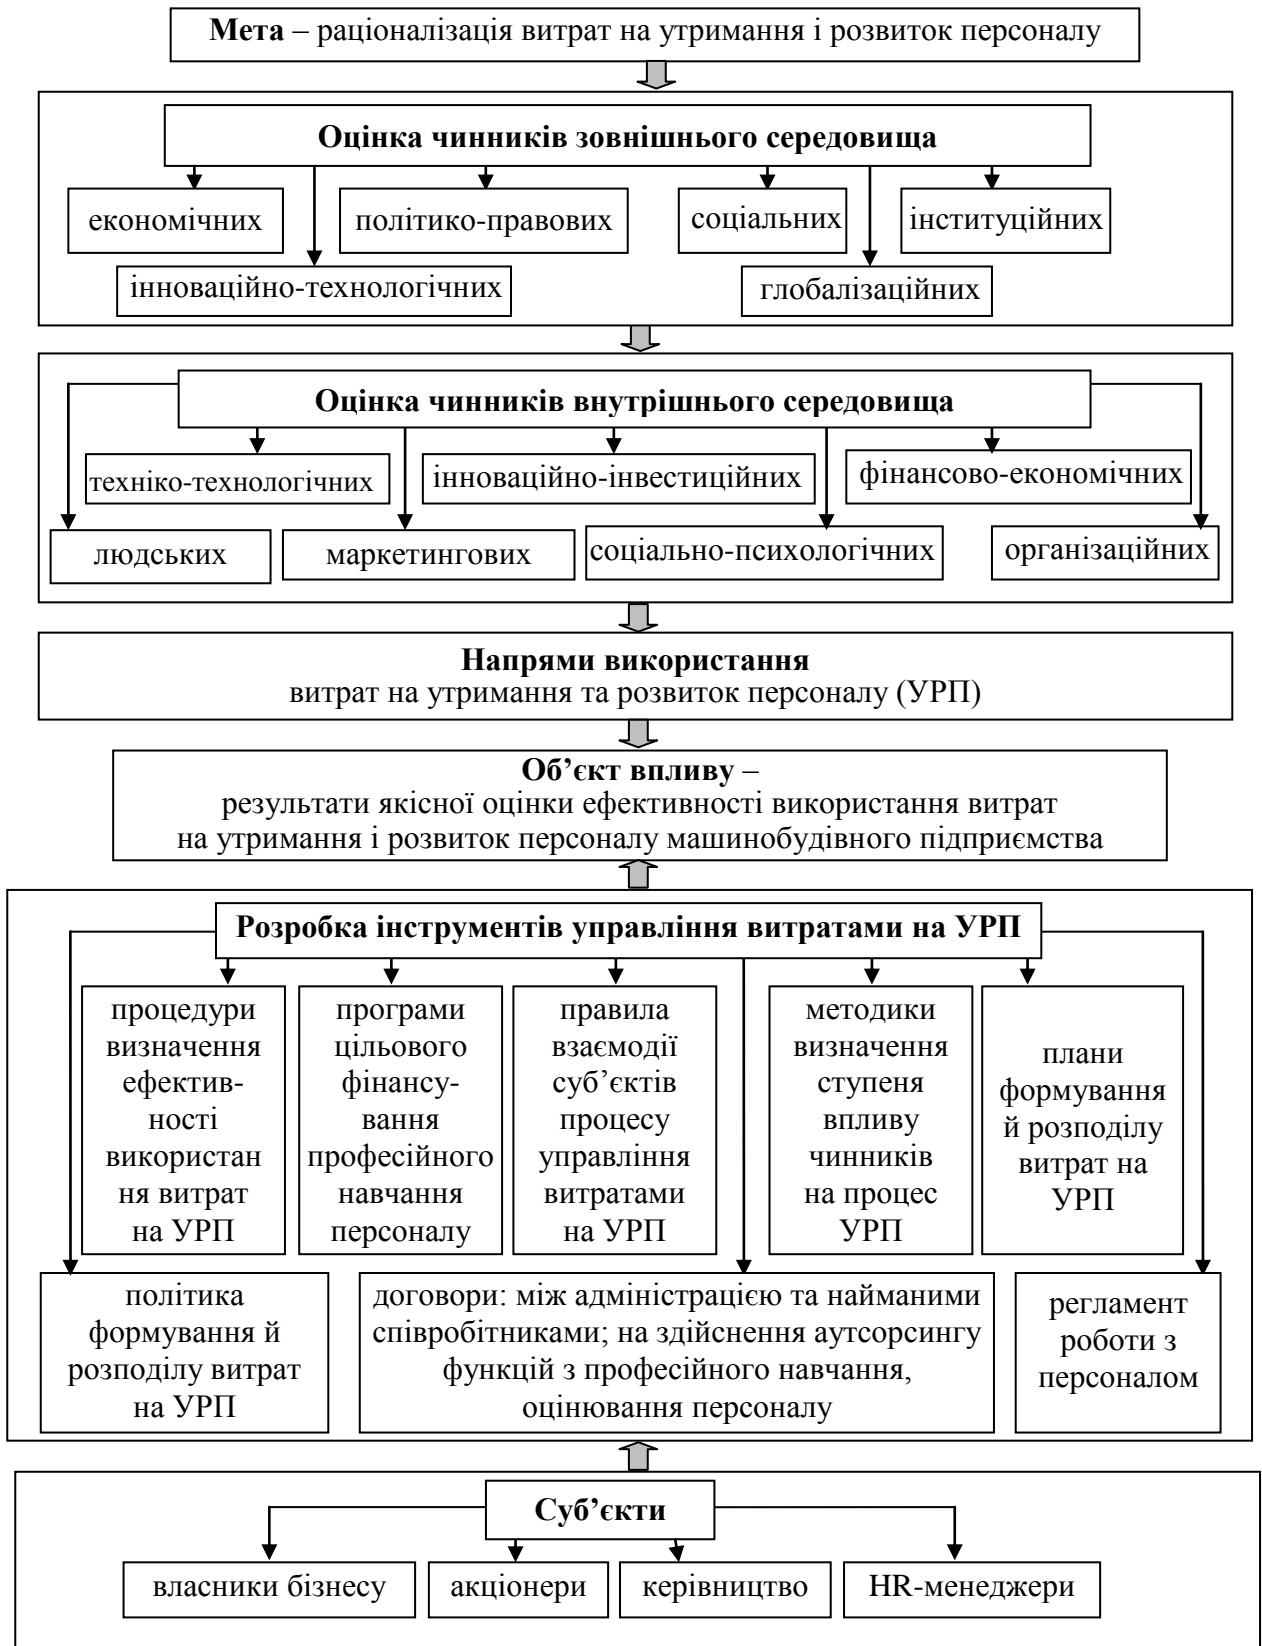 Мета – раціоналізація витрат на утримання і розвиток персоналу
Оцінка чинників зовнішнього середовища
економічних
політико-правових
соціальних
інституційних
інноваційно-технологічних
глобалізаційних
Оцінка чинників внутрішнього середовища
техніко-технологічних
інноваційно-інвестиційних
фінансово-економічних
людських
маркетингових
соціально-психологічних
організаційних
Напрями використання
витрат на утримання та розвиток персоналу (УРП)
Об’єкт впливу –
результати якісної оцінки ефективності використання витрат
на утримання і розвиток персоналу машинобудівного підприємства
Розробка інструментів управління витратами на УРП
процедури
визначення
ефектив-
ності
використан
ня витрат
на УРП
програми
цільового
фінансу-
вання
професійного
навчання
персоналу
правила
взаємодії
суб’єктів
процесу
управління
витратами
на УРП
методики
визначення
ступеня
впливу
чинників
на процес
УРП
плани
формування
й розподілу
витрат на
УРП
політика
формування й
розподілу витрат
на УРП
договори: між адміністрацією та найманими
співробітниками; на здійснення аутсорсингу
функцій з професійного навчання,
оцінювання персоналу
регламент
роботи з
персоналом
Суб’єкти
власники бізнесу
акціонери
керівництво
HR-менеджери